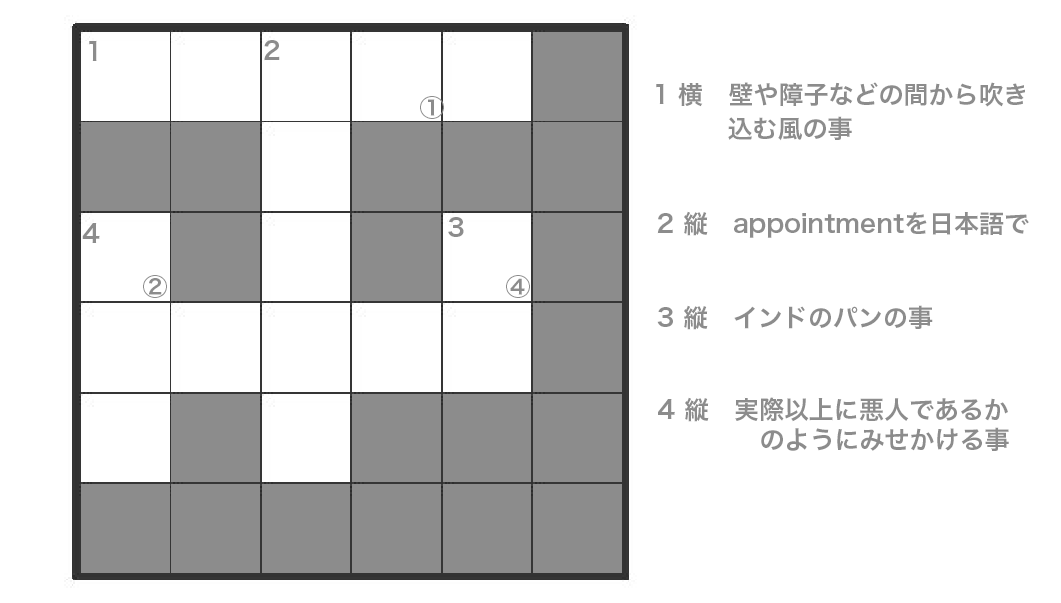 1
2
①
4
3
②
④
1 横 壁や障子などの間から吹き
込む風の事
2 縦 appointmentを日本語で
3 縦 インドのパンの事
4 縦 実際以上に悪人であるか
のようにみせかける事